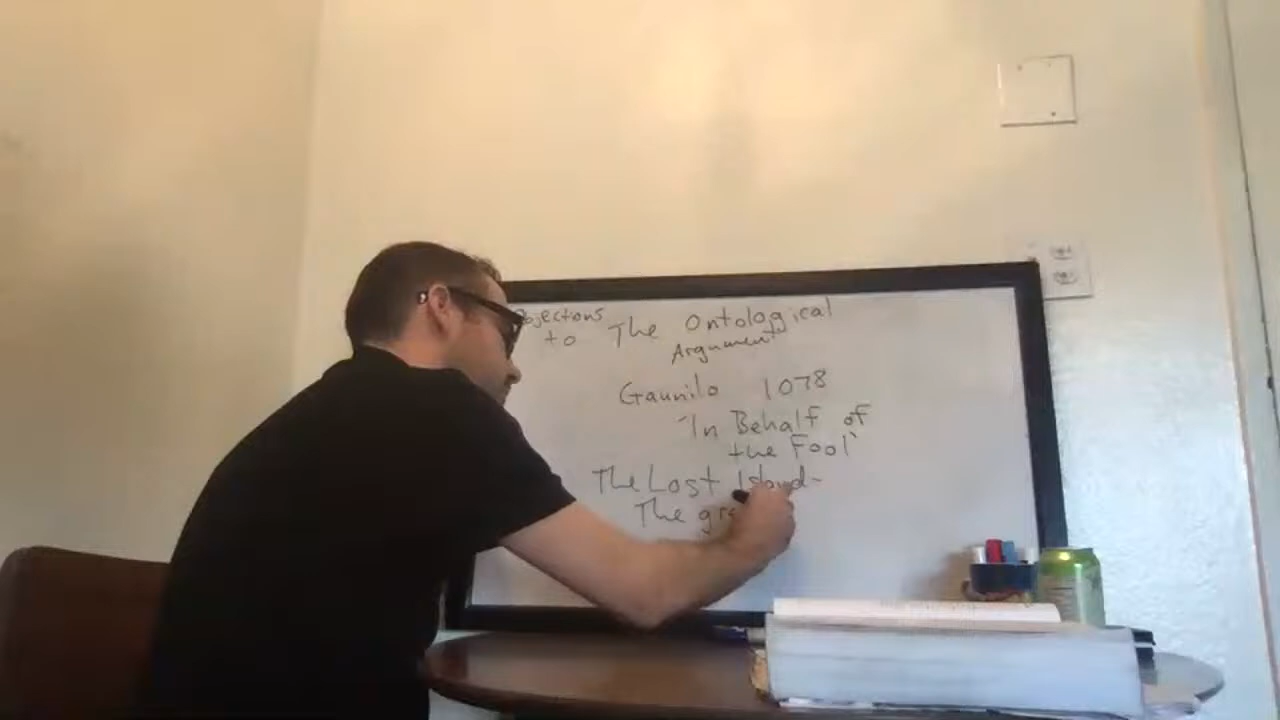 Objections
to The Ontological
Argument
Gaunilo 1078
"In Behalf of
the Fool"
The Lost Island-
The gre